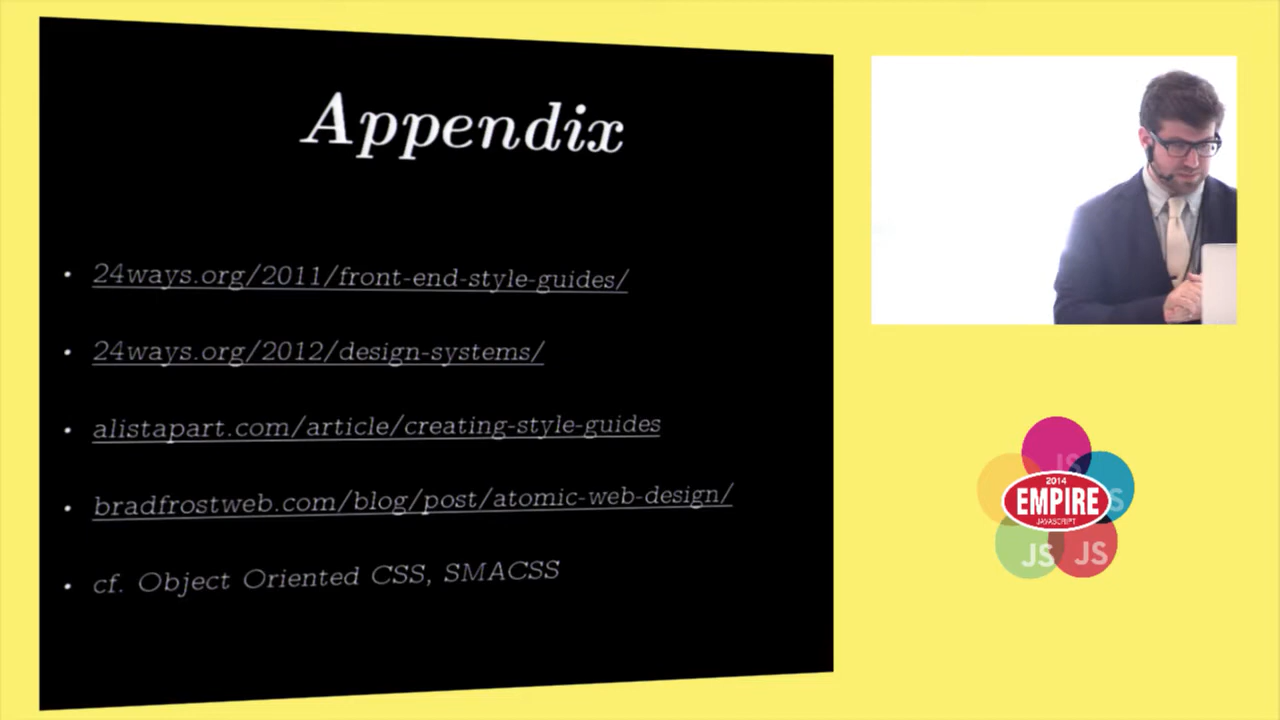 Appendix
• 24ways.org/2011/front-end-style-guides/
• 24ways.org/2012/design-systems/
• alistapart.com/article/creating-style-guides
• bradfrostweb.com/blog/post/atomic-web-design/
• cf. Object Oriented CSS, SMACSS
JS
2014
EMPIRE
JAVASCRIPT
JS
JS